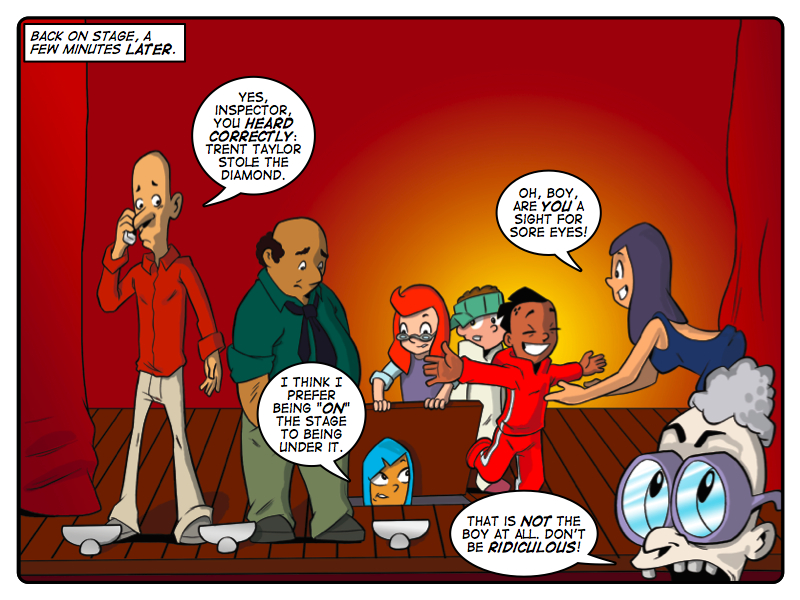 BACK ON STAGE, A
FEW MINUTES LATER.
YES,
INSPECTOR,
YOU HEARD
CORRECTLY:
TRENT TAYLOR
STOLE THE
DIAMOND.
OH, BOY,
ARE YOU A
SIGHT FOR
SORE EYES!
I THINK I
PREFER
BEING "ON"
THE STAGE
TO BEING
UNDER IT.
THAT IS NOT THE
BOY AT ALL. DON'T
BE RIDICULOUS!